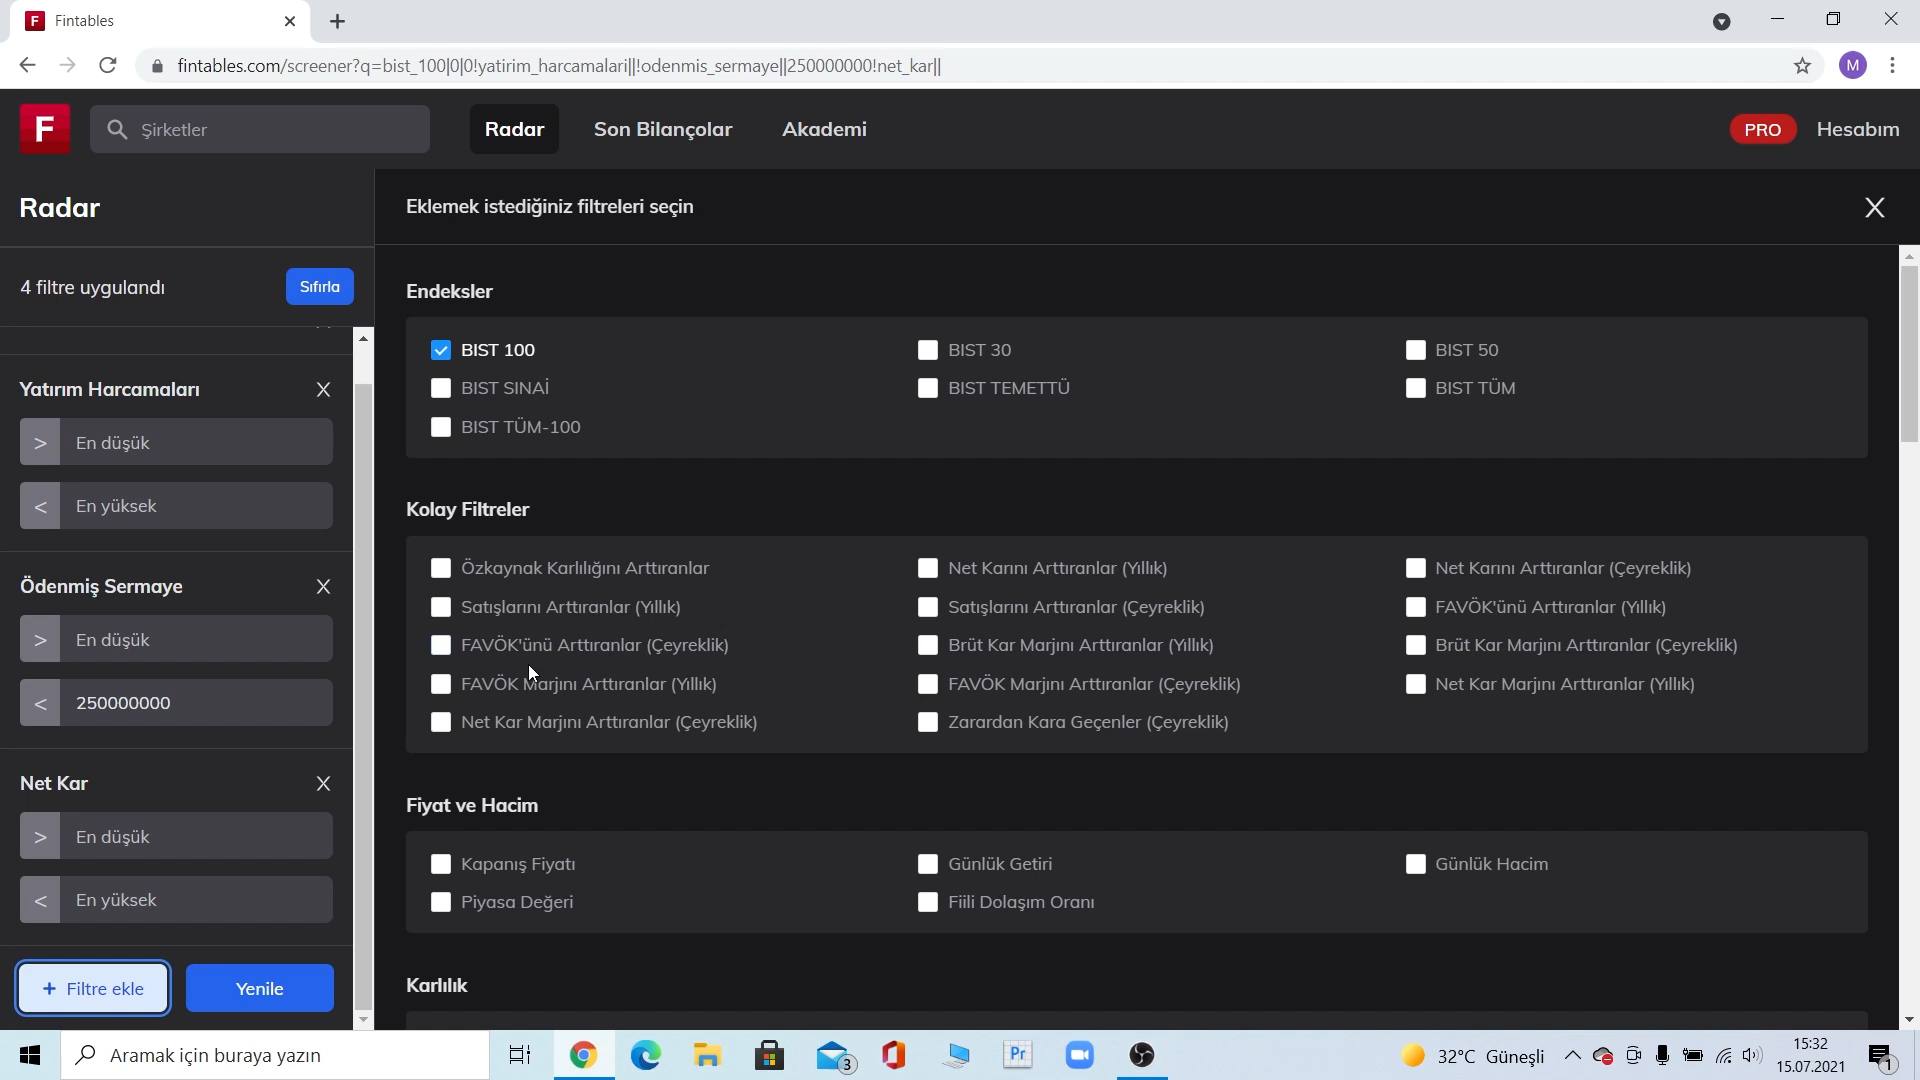 F Fintables
fintables.com/screener?q=bist_100|0|0!yatirim_harcamalari||!odenmis_sermaye||250000000!net_kar||
M
F
Şirketler
Radar
Son Bilançolar
Akademi
PRO
Hesabım
Radar
4 filtre uygulandı
Sıfırla
Yatırım Harcamaları
X
> En düşük
< En yüksek
Ödenmiş Sermaye
X
> En düşük
< 250000000
Net Kar
X
> En düşük
< En yüksek
+ Filtre ekle
Yenile
Eklemek istediğiniz filtreleri seçin
X
Endeksler
BIST 100
BIST 30
BIST 50
BIST SINAİ
BIST TEMETTÜ
BIST TÜM
BIST TÜM-100
Kolay Filtreler
Özkaynak Karlılığını Arttıranlar
Net Karını Arttıranlar (Yıllık)
Net Karını Arttıranlar (Çeyreklik)
Satışlarını Arttıranlar (Yıllık)
Satışlarını Arttıranlar (Çeyreklik)
FAVÖK'ünü Arttıranlar (Yıllık)
FAVÖK'ünü Arttıranlar (Çeyreklik)
Brüt Kar Marjını Arttıranlar (Yıllık)
Brüt Kar Marjını Arttıranlar (Çeyreklik)
FAVÖK Marjını Arttıranlar (Yıllık)
FAVÖK Marjını Arttıranlar (Çeyreklik)
Net Kar Marjını Arttıranlar (Yıllık)
Net Kar Marjını Arttıranlar (Çeyreklik)
Zarardan Kara Geçenler (Çeyreklik)
Fiyat ve Hacim
Kapanış Fiyatı
Günlük Getiri
Günlük Hacim
Piyasa Değeri
Fiili Dolaşım Oranı
Karlılık
Aramak için buraya yazın
3
Pr
32°C Güneşli
15:32
15.07.2021
1